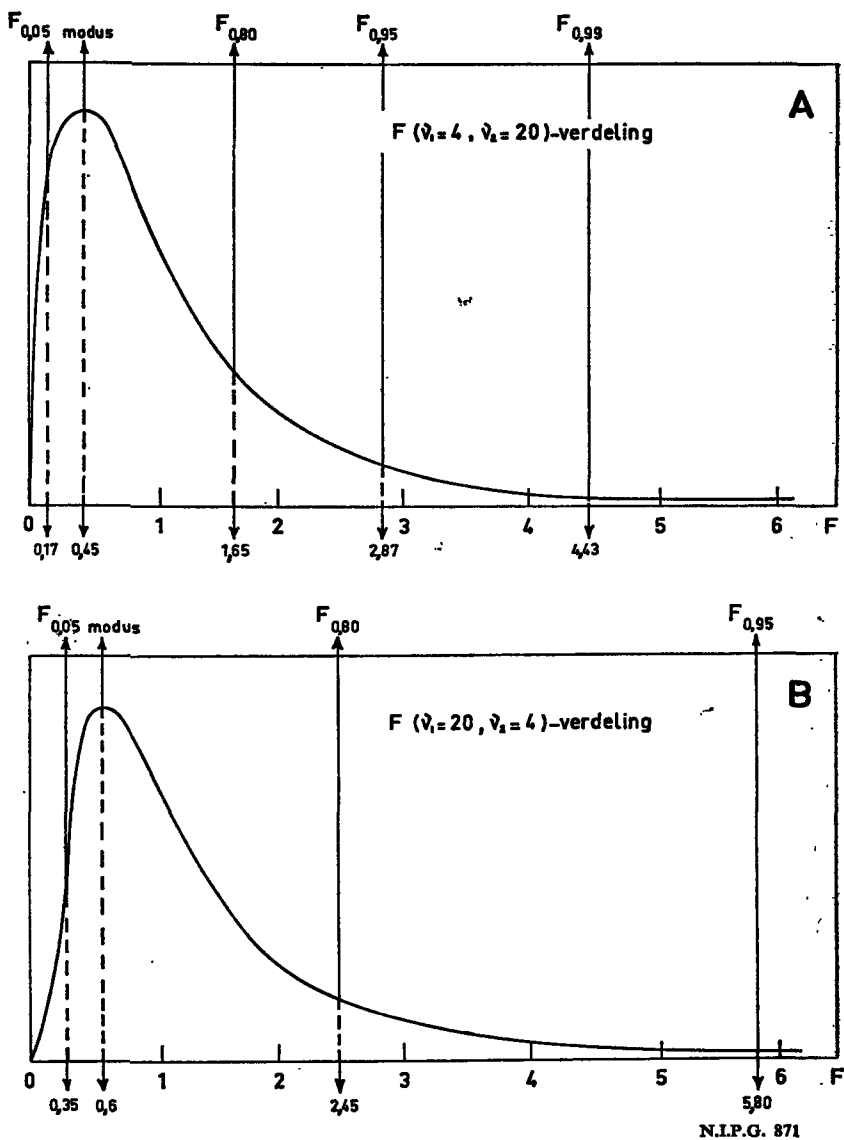 F0,05 modus F0,80 F0,95 F0,99
A
F (ν₁=4, ν₂=20)-verdeling
0 1 2 3 4 5 6 F
0,17 0,45 1,65 2,87 4,43
F0,05 modus F0,80 F0,95
B
F (ν₁=20, ν₂=4)-verdeling
0 1 2 3 4 5 6 F
0,35 0,6 2,45 5,80
N.I.P.G. 871